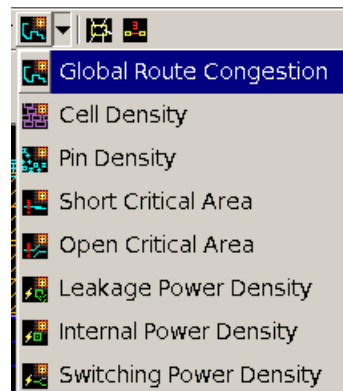 Global Route Congestion
Cell Density
Pin Density
Short Critical Area
Open Critical Area
Leakage Power Density
Internal Power Density
Switching Power Density